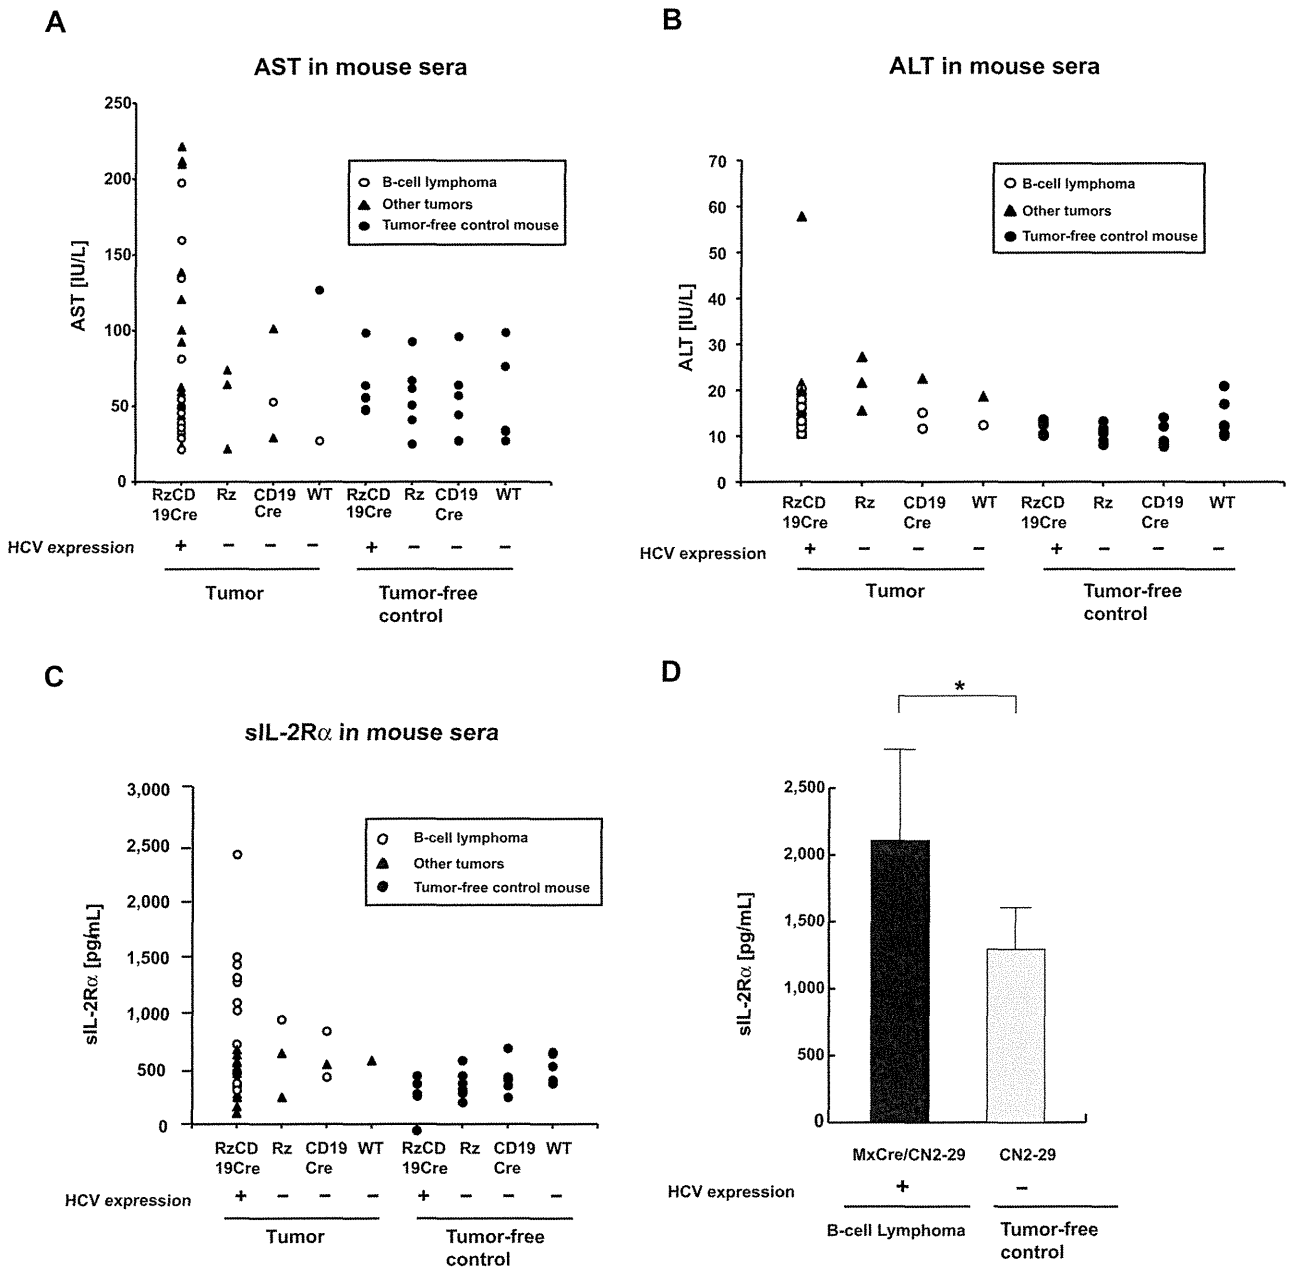 A
AST in mouse sera
250
200
150
100
50
0
AST [IU/L]
B-cell lymphoma
Other tumors
Tumor-free control mouse
RzCD Rz CD19 WT RzCD Rz CD19 WT
19Cre Cre 19Cre Cre
HCV expression + − − − + − − −
Tumor Tumor-free
control
B
ALT in mouse sera
70
60
50
40
30
20
10
0
ALT [IU/L]
B-cell lymphoma
Other tumors
Tumor-free control mouse
RzCD Rz CD19 WT RzCD Rz CD19 WT
19Cre Cre 19Cre Cre
HCV expression + − − − + − − −
Tumor Tumor-free
control
C
sIL-2Rα in mouse sera
3,000
2,500
2,000
1,500
1,000
500
0
sIL-2Rα [pg/mL]
B-cell lymphoma
Other tumors
Tumor-free control mouse
RzCD Rz CD19 WT RzCD Rz CD19 WT
19Cre Cre 19Cre Cre
HCV expression + − − − + − − −
Tumor Tumor-free
control
D
*
2,500
2,000
1,500
1,000
500
0
sIL-2Rα [pg/mL]
MxCre/CN2-29 CN2-29
HCV expression + −
B-cell Lymphoma Tumor-free
control